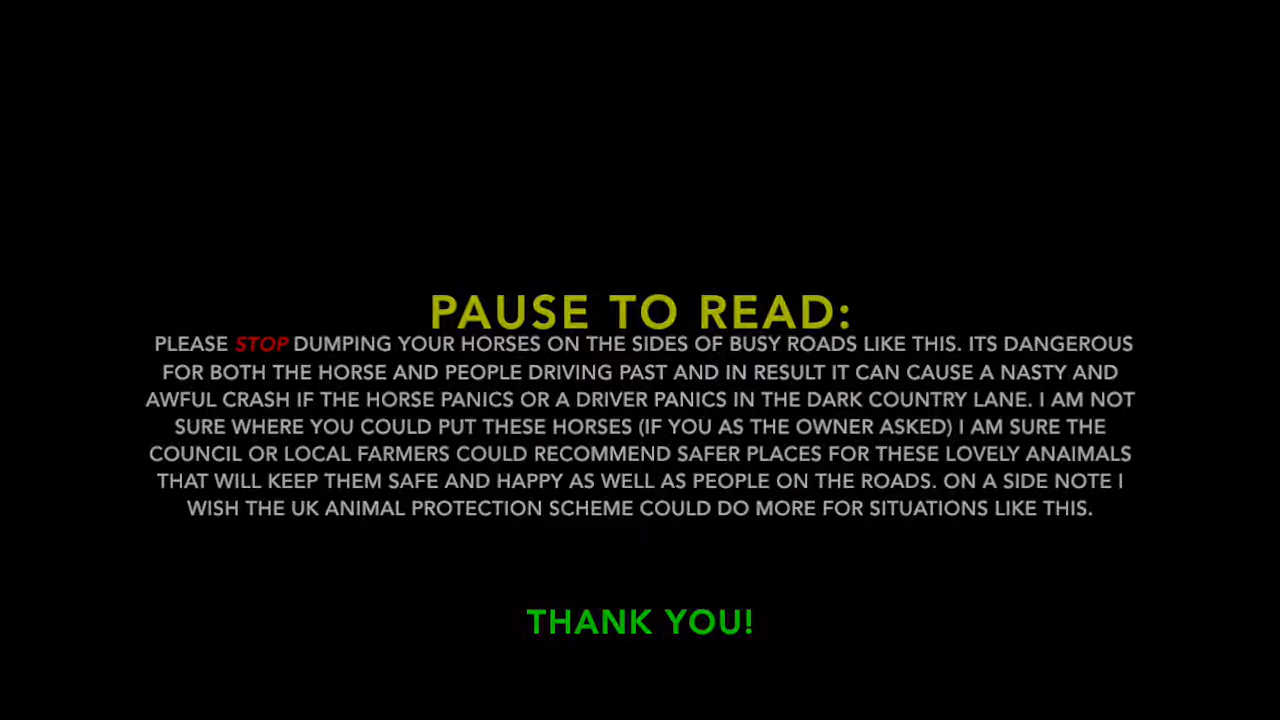 PAUSE TO READ:
PLEASE STOP DUMPING YOUR HORSES ON THE SIDES OF BUSY ROADS LIKE THIS. ITS DANGEROUS
FOR BOTH THE HORSE AND PEOPLE DRIVING PAST AND IN RESULT IT CAN CAUSE A NASTY AND
AWFUL CRASH IF THE HORSE PANICS OR A DRIVER PANICS IN THE DARK COUNTRY LANE. I AM NOT
SURE WHERE YOU COULD PUT THESE HORSES (IF YOU AS THE OWNER ASKED) I AM SURE THE
COUNCIL OR LOCAL FARMERS COULD RECOMMEND SAFER PLACES FOR THESE LOVELY ANAIMALS
THAT WILL KEEP THEM SAFE AND HAPPY AS WELL AS PEOPLE ON THE ROADS. ON A SIDE NOTE I
WISH THE UK ANIMAL PROTECTION SCHEME COULD DO MORE FOR SITUATIONS LIKE THIS.
THANK YOU!